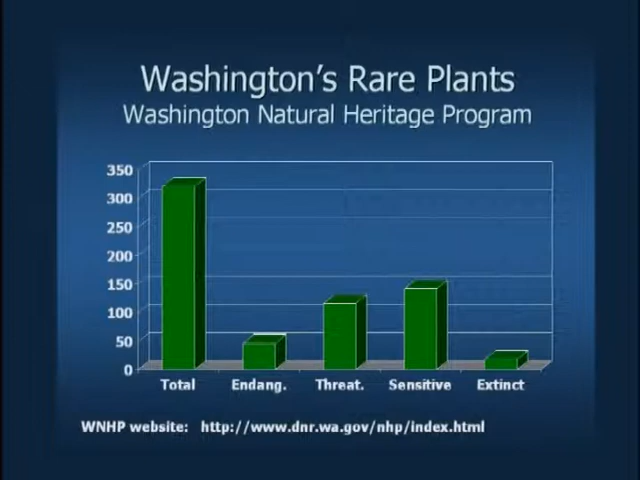 Washington's Rare Plants
Washington Natural Heritage Program
350
300
250
200
150
100
50
0
Total Endang. Threat. Sensitive Extinct
WNHP website: http://www.dnr.wa.gov/nhp/index.html